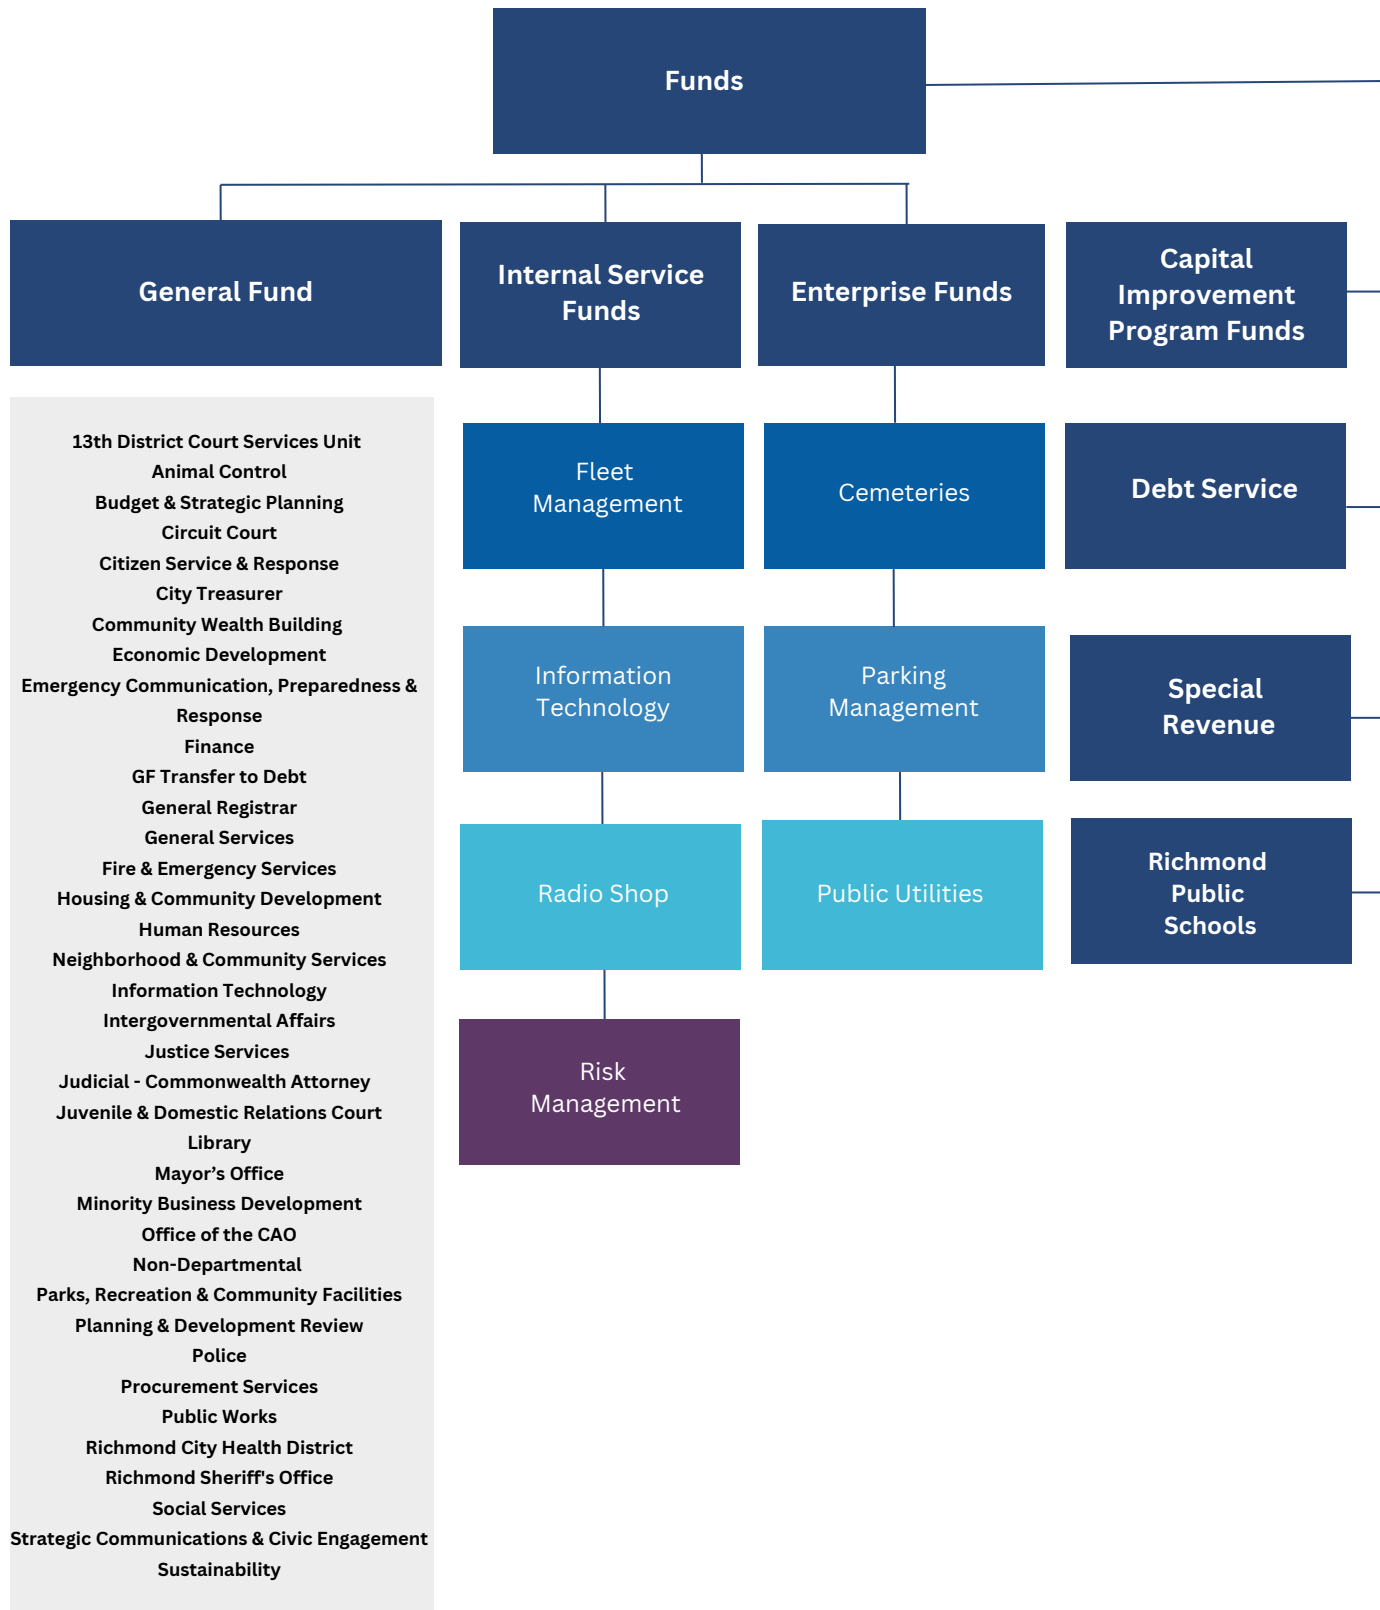 Funds
General Fund
Internal Service
Funds
Enterprise Funds
Capital
Improvement
Program Funds
13th District Court Services Unit
Animal Control
Budget & Strategic Planning
Circuit Court
Citizen Service & Response
City Treasurer
Community Wealth Building
Economic Development
Emergency Communication, Preparedness &
Response
Finance
GF Transfer to Debt
General Registrar
General Services
Fire & Emergency Services
Housing & Community Development
Human Resources
Neighborhood & Community Services
Information Technology
Intergovernmental Affairs
Justice Services
Judicial - Commonwealth Attorney
Juvenile & Domestic Relations Court
Library
Mayor’s Office
Minority Business Development
Office of the CAO
Non-Departmental
Parks, Recreation & Community Facilities
Planning & Development Review
Police
Procurement Services
Public Works
Richmond City Health District
Richmond Sheriff's Office
Social Services
Strategic Communications & Civic Engagement
Sustainability
Fleet
Management
Information
Technology
Radio Shop
Risk
Management
Cemeteries
Parking
Management
Public Utilities
Debt Service
Special
Revenue
Richmond
Public
Schools